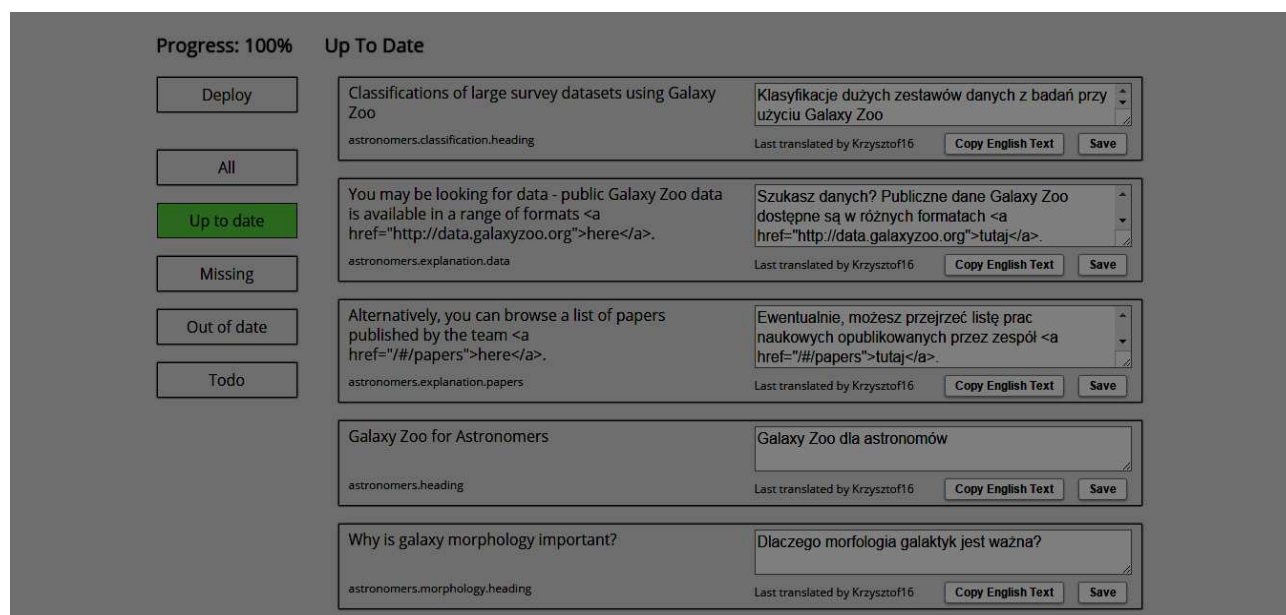 Progress: 100%
Up To Date
Deploy
All
Up to date
Missing
Out of date
Todo
Classifications of large survey datasets using Galaxy
Zoo
astronomers.classification.heading
Klasyfikacje dużych zestawów danych z badań przy
użyciu Galaxy Zoo
Last translated by Krzysztof16
Copy English Text
Save
You may be looking for data - public Galaxy Zoo data
is available in a range of formats <a
href="http://data.galaxyzoo.org">here</a>.
astronomers.explanation.data
Szukasz danych? Publiczne dane Galaxy Zoo
dostępne są w różnych formatach <a
href="http://data.galaxyzoo.org">tutaj</a>.
Last translated by Krzysztof16
Copy English Text
Save
Alternatively, you can browse a list of papers
published by the team <a
href="/#/papers">here</a>.
astronomers.explanation.papers
Ewentualnie, możesz przejrzeć listę prac
naukowych opublikowanych przez zespół <a
href="/#/papers">tutaj</a>.
Last translated by Krzysztof16
Copy English Text
Save
Galaxy Zoo for Astronomers
astronomers.heading
Galaxy Zoo dla astronomów
Last translated by Krzysztof16
Copy English Text
Save
Why is galaxy morphology important?
astronomers.morphology.heading
Dlaczego morfologia galaktyk jest ważna?
Last translated by Krzysztof16
Copy English Text
Save